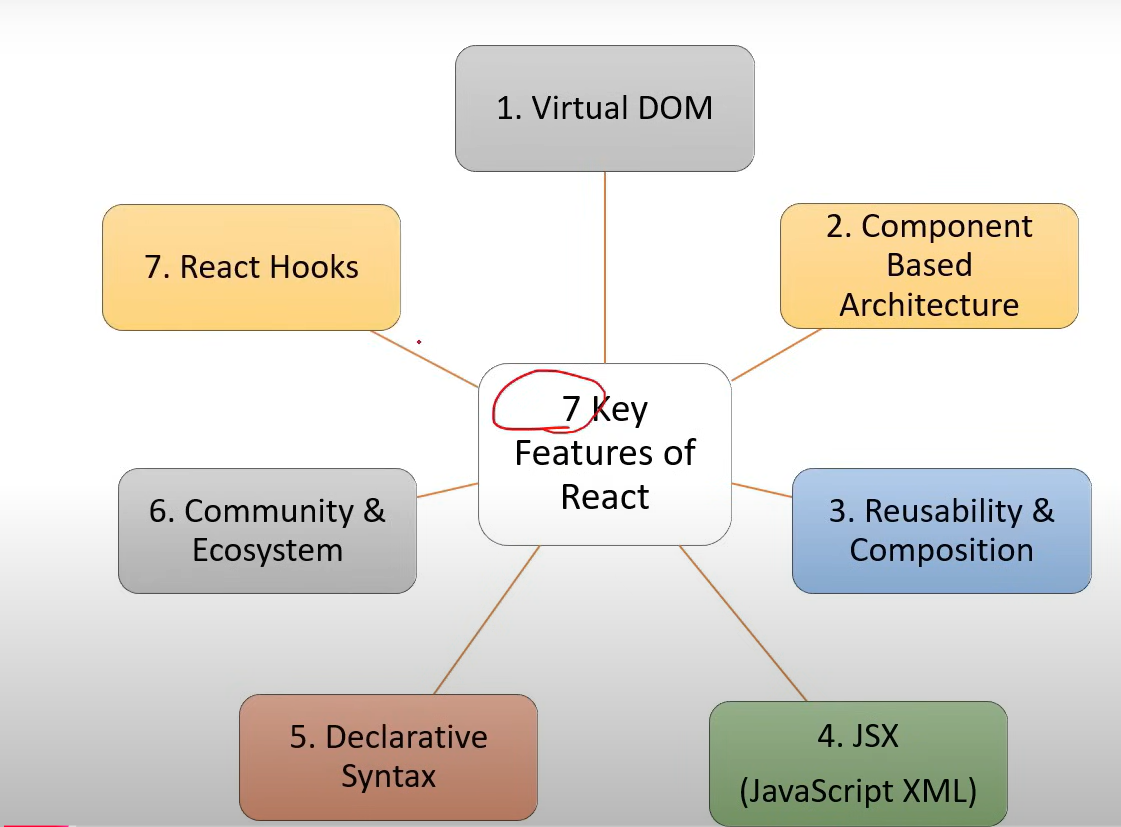 1. Virtual DOM
2. Component
Based
Architecture
3. Reusability &
Composition
4. JSX
(JavaScript XML)
5. Declarative
Syntax
6. Community &
Ecosystem
7. React Hooks
7 Key
Features of
React